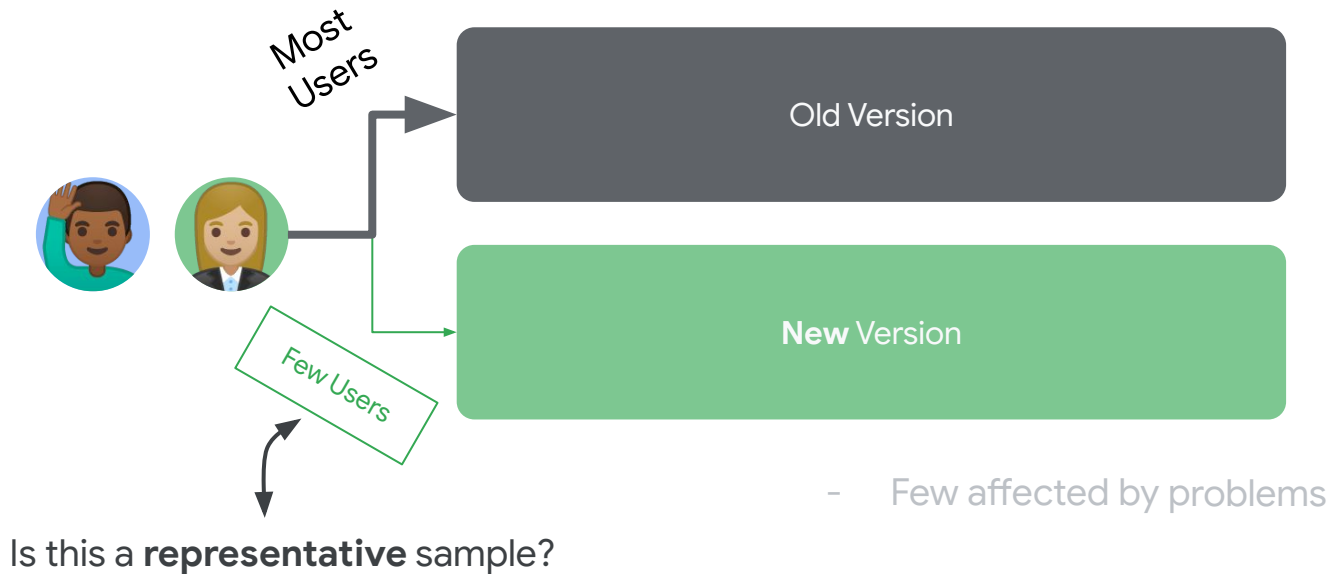 Most
Users
Old Version
New Version
Few Users
- Few affected by problems
Is this a representative sample?